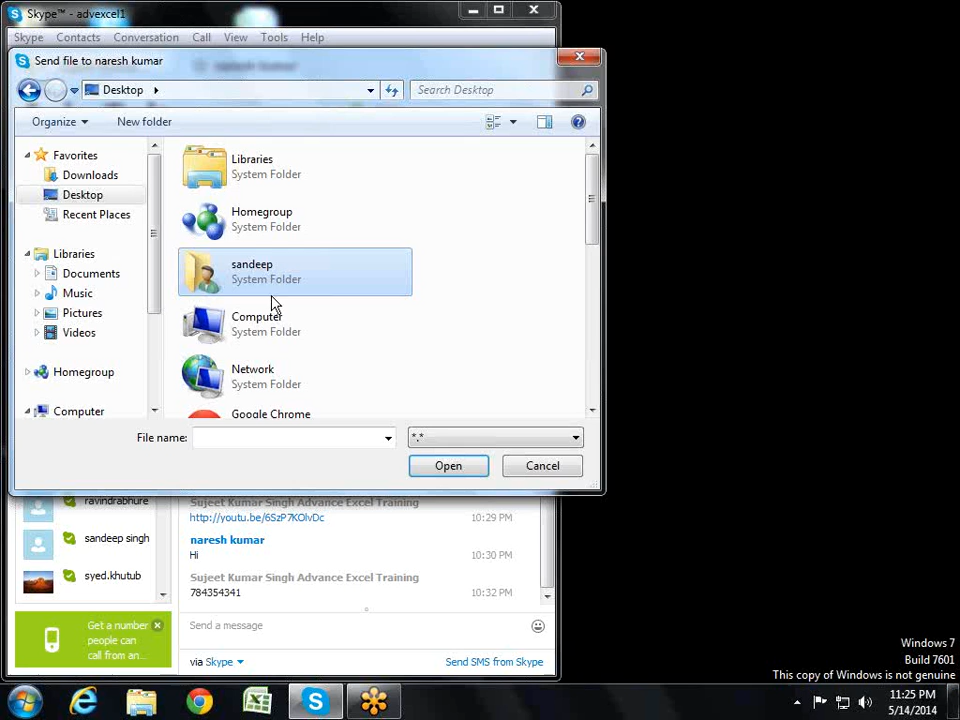 Skype™ - advexcel1
Skype Contacts Conversation Call View Tools Help
Send file to naresh kumar
Desktop
Search Desktop
Organize New folder
Favorites
Downloads
Desktop
Recent Places
Libraries
Documents
Music
Pictures
Videos
Homegroup
Computer
Libraries
System Folder
Homegroup
System Folder
sandeep
System Folder
Computer
System Folder
Network
System Folder
Google Chrome
File name:
*.*
Open Cancel
ravindrabhure
sandeep singh
syed.khutub
Get a number
people can
call from an...
Sujeet Kumar Singh Advance Excel Training
http://youtu.be/6SzP7KOlvDc 10:29 PM
naresh kumar
Hi 10:30 PM
Sujeet Kumar Singh Advance Excel Training
784354341 10:32 PM
Send a message
via Skype Send SMS from Skype
Windows 7
Build 7601
This copy of Windows is not genuine
11:25 PM
5/14/2014